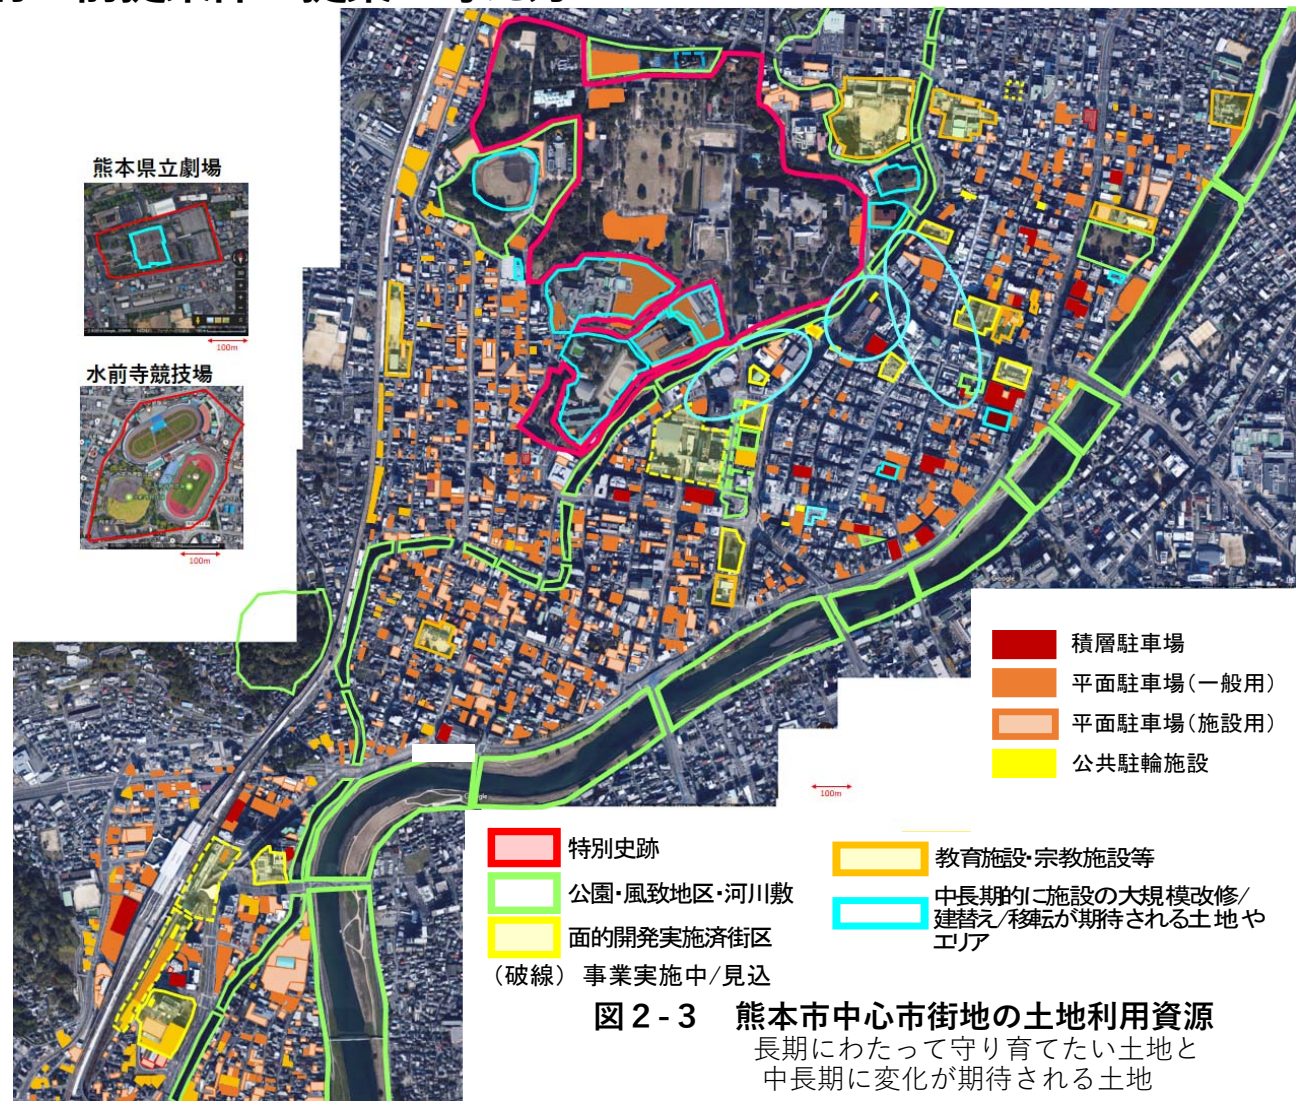 熊本県立劇場
100m
水前寺競技場
100m
積層駐車場
平面駐車場(一般用)
平面駐車場(施設用)
公共駐輪施設
100m
Google
特別史跡
公園・風致地区・河川敷
面的開発実施済街区
(破線) 事業実施中/見込
教育施設・宗教施設等
中長期的に施設の大規模改修/
建替え/移転が期待される土地や
エリア
図2-3 熊本市中心市街地の土地利用資源
長期にわたって守り育てたい土地と
中長期に変化が期待される土地